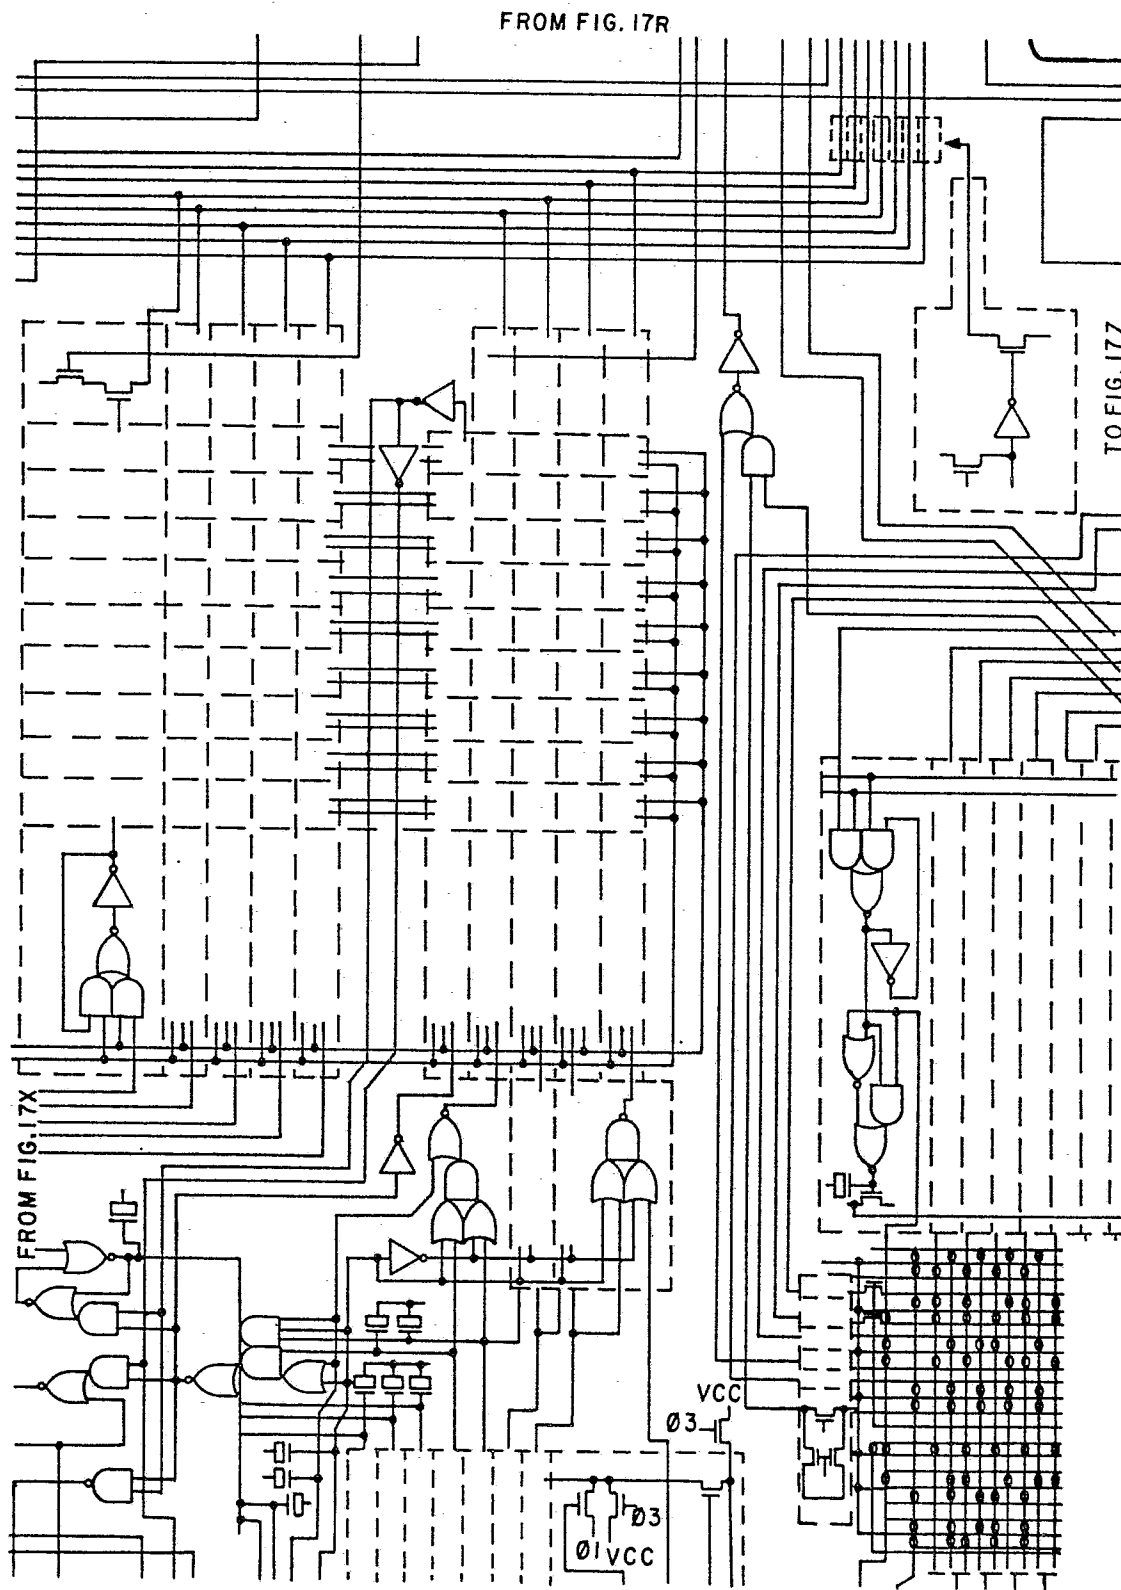 FROM FIG. 17R
TO FIG. 17Z
FROM FIG. 17X
VCC
Ø3
Ø3
Ø1 VCC